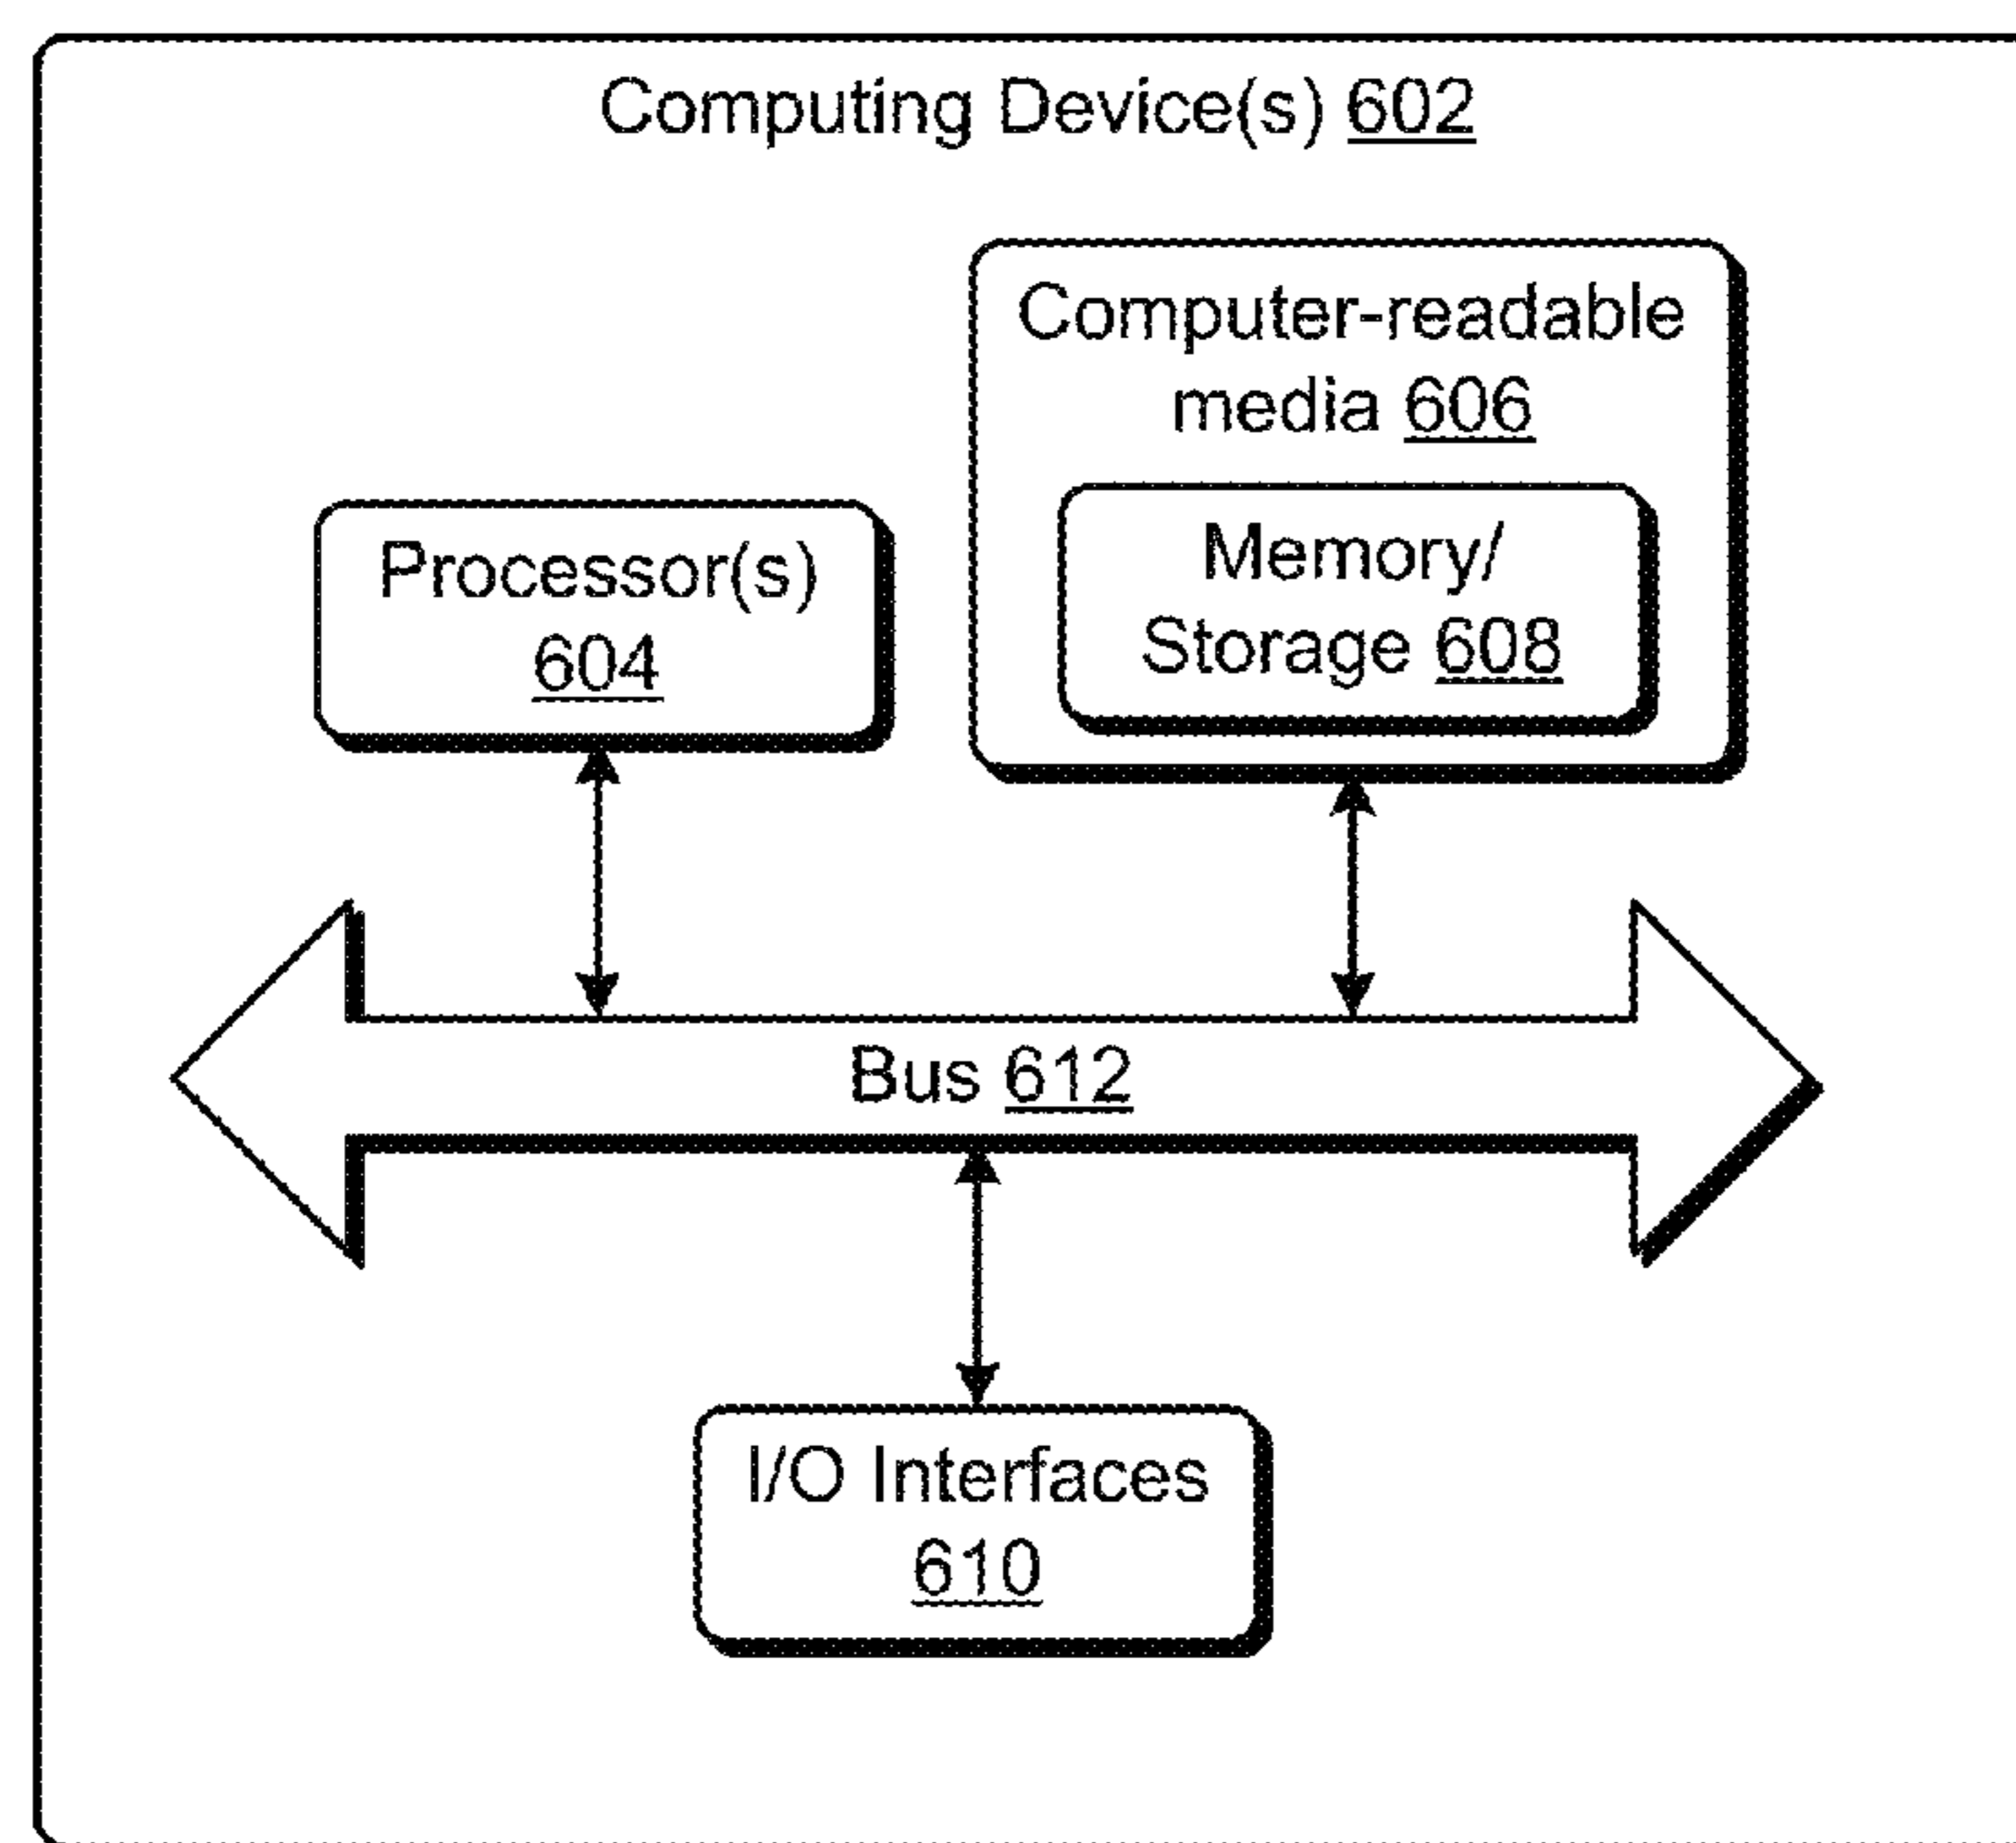 Computing Device(s) 602
Computer-readable
media 606
Memory/
Storage 608
Processor(s)
604
Bus 612
I/O Interfaces
610